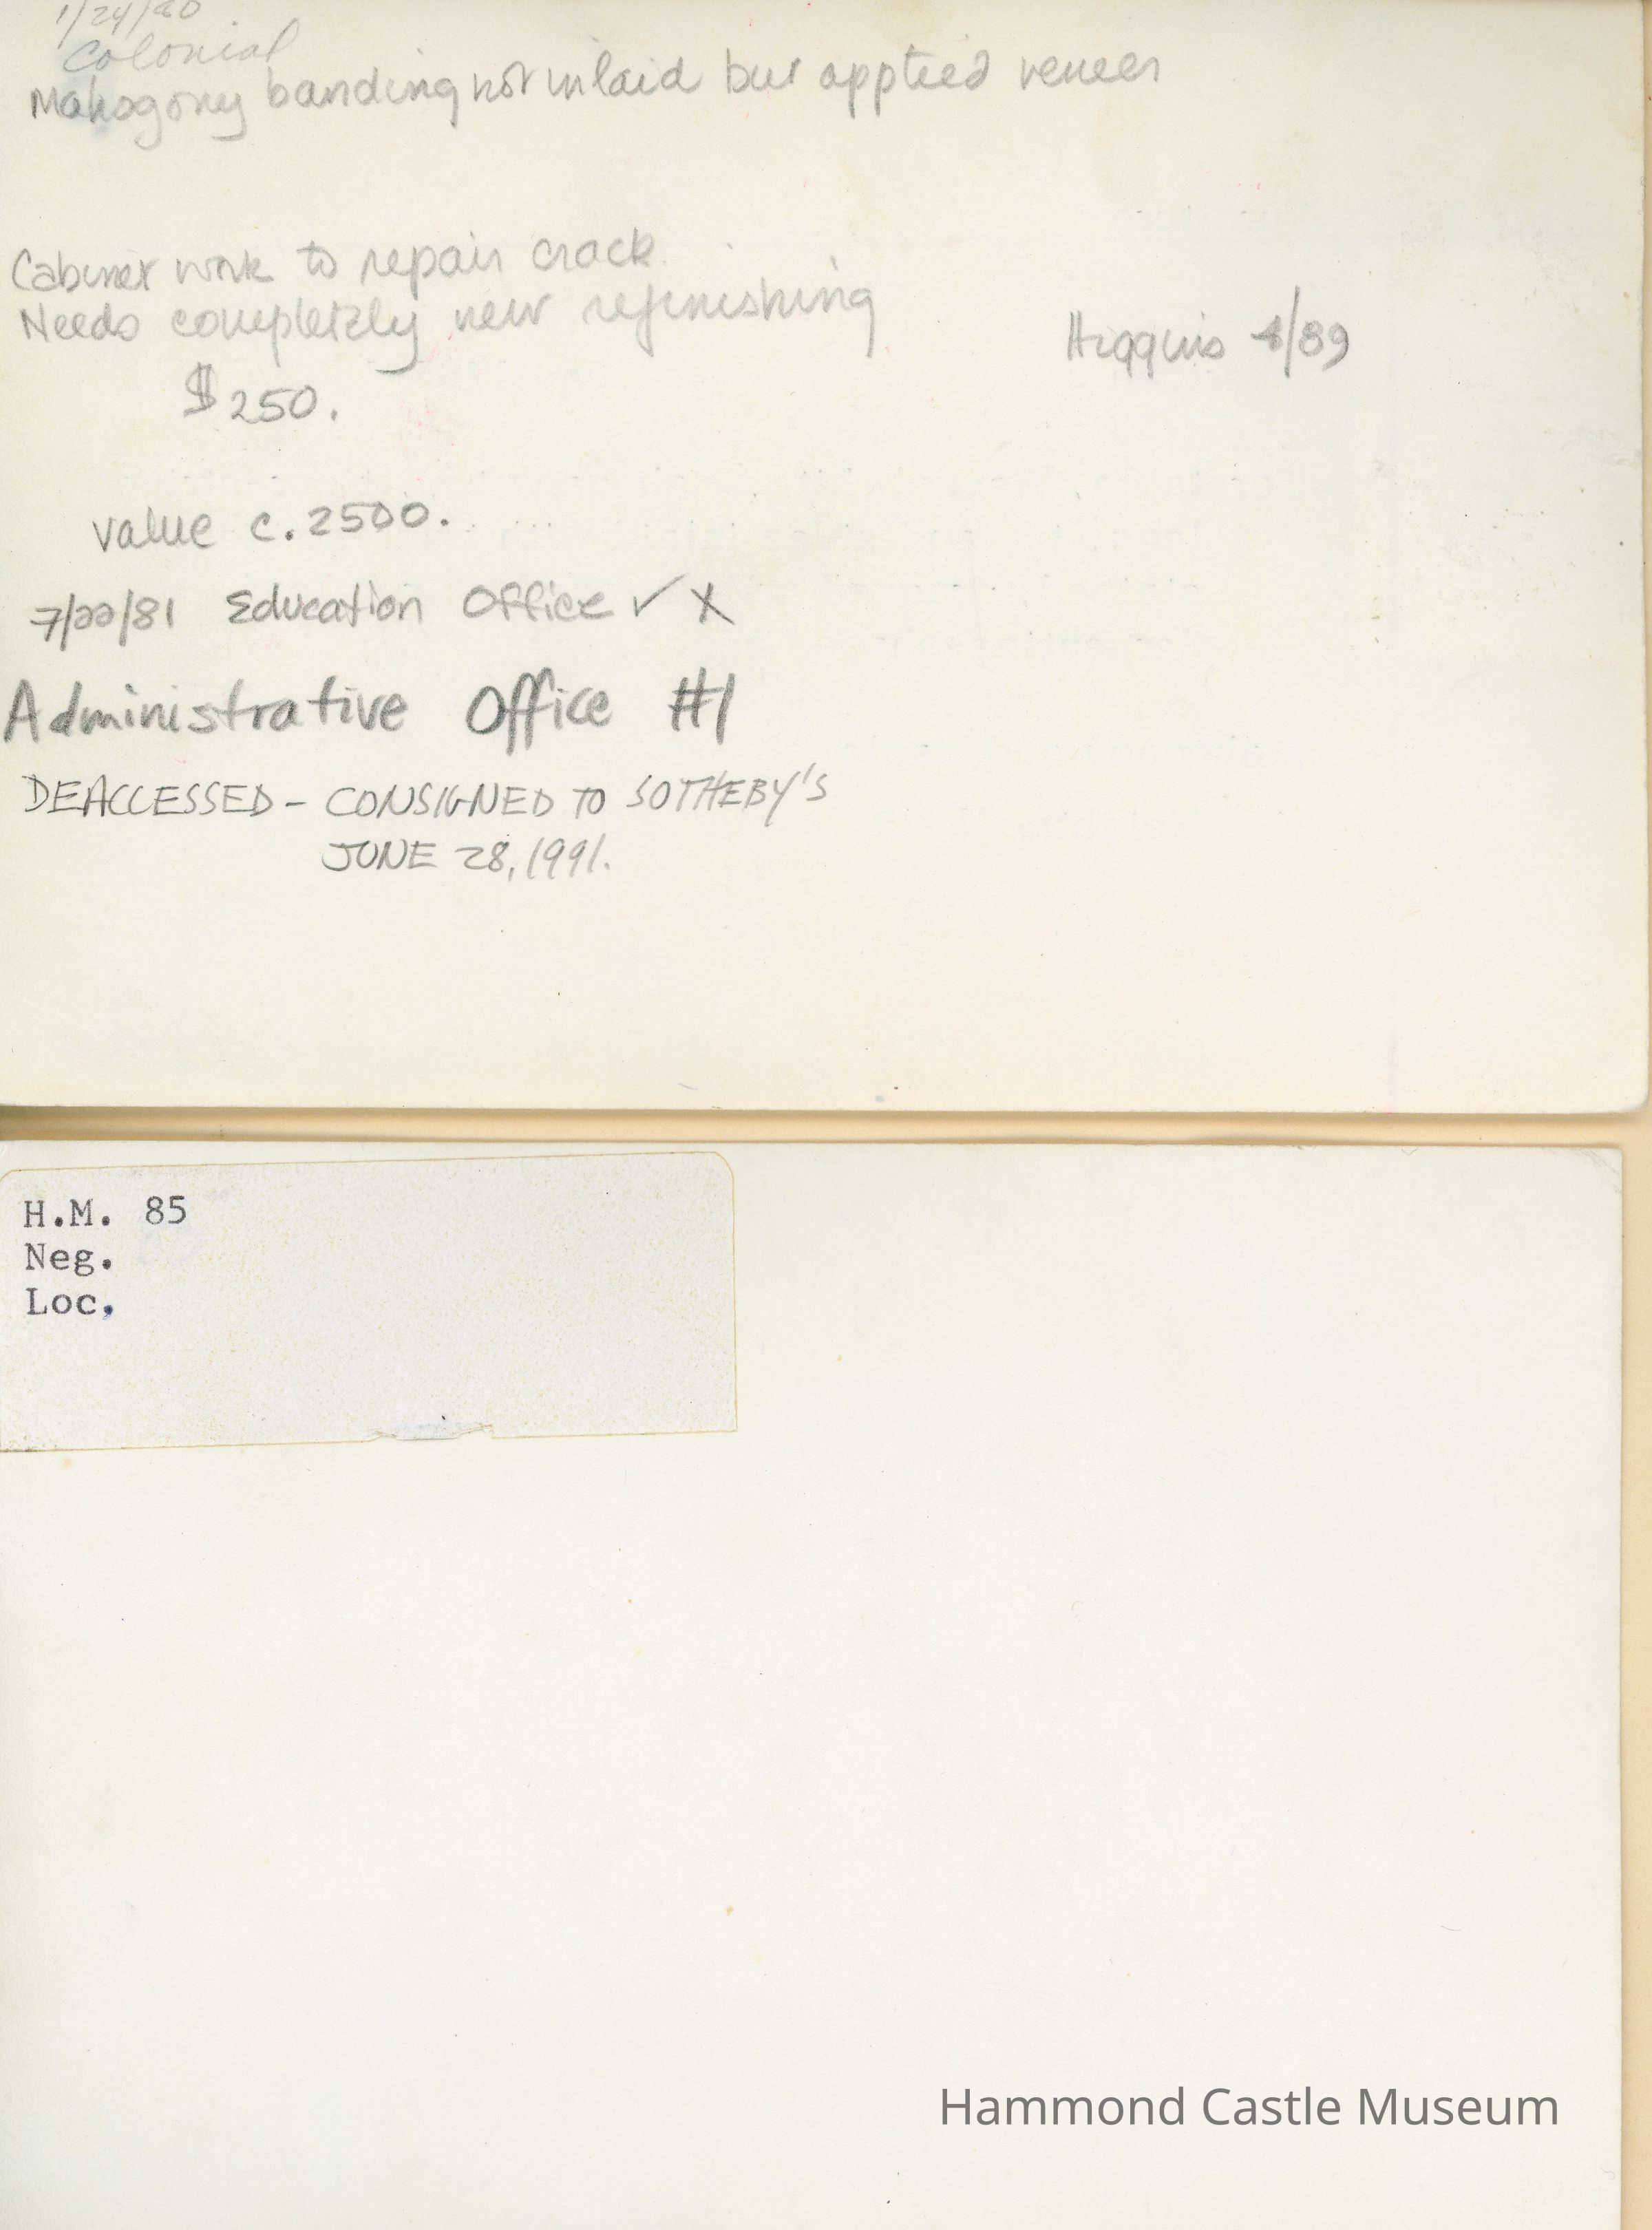 1/24/80
Colonial
Mahogony banding not inlaid but applied veneer
Cabinet work to repair crack.
Needs completely new refinishing
Higgins 4/89
$250.
value c. 2500.
7/22/81 Education Office ✓ X
Administrative Office #1
DEACCESSED - CONSIGNED TO SOTHEBY'S
JUNE 28, 1991.
H.M. 85
Neg.
Loc.
Hammond Castle Museum